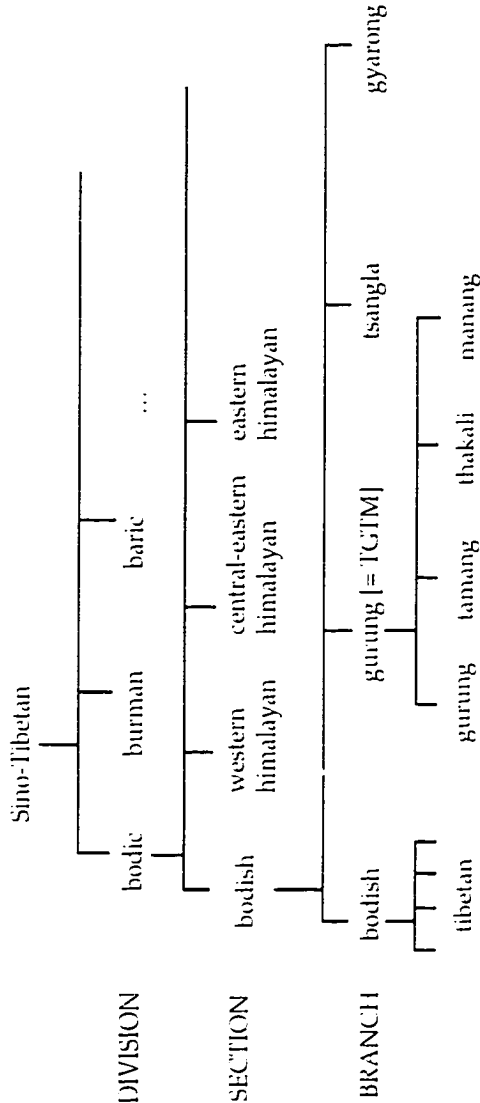 Sino-Tibetan
DIVISION
bodic
burman
baric
...
SECTION
bodish
western
himalayan
central-eastern
himalayan
eastern
himalayan
BRANCH
bodish
gurung [= TGTM]
tsangla
gyarong
tibetan
gurung
tamang
thakali
manang